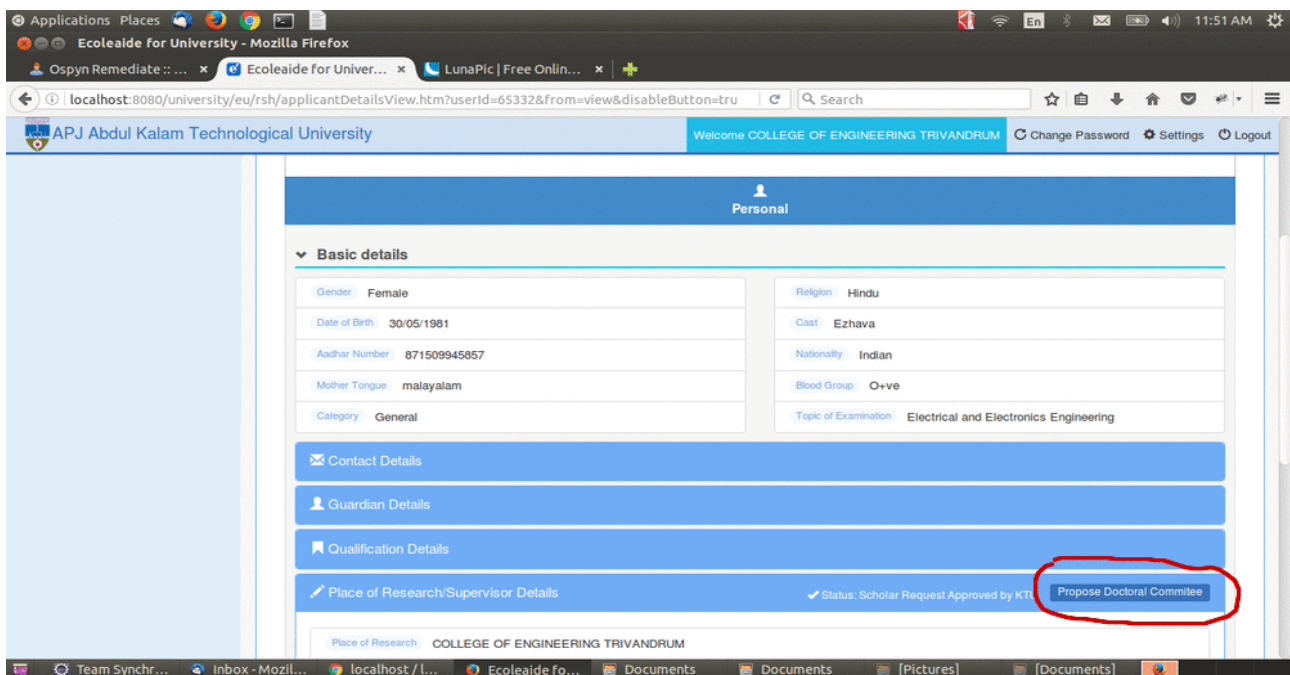 Applications Places En 11:51 AM
Ecoleaide for University - Mozilla Firefox
Ospyn Remediate :: ... × Ecoleaide for Univer... × LunaPic | Free Onlin... ×
localhost:8080/university/eu/rsh/applicantDetailsView.htm?userId=65332&from=view&disableButton=tru Search
APJ Abdul Kalam Technological University Welcome COLLEGE OF ENGINEERING TRIVANDRUM Change Password Settings Logout
Personal
Basic details
Gender Female Religion Hindu
Date of Birth 30/05/1981 Cast Ezhava
Aadhar Number 871509945857 Nationality Indian
Mother Tongue malayalam Blood Group O+ve
Category General Topic of Examination Electrical and Electronics Engineering
Contact Details
Guardian Details
Qualification Details
Place of Research/Supervisor Details Status: Scholar Request Approved by KTU Propose Doctoral Commitee
Place of Research COLLEGE OF ENGINEERING TRIVANDRUM
Team Synchr... Inbox - Mozil... localhost / l... Ecoleaide fo... Documents Documents [Pictures] [Documents]